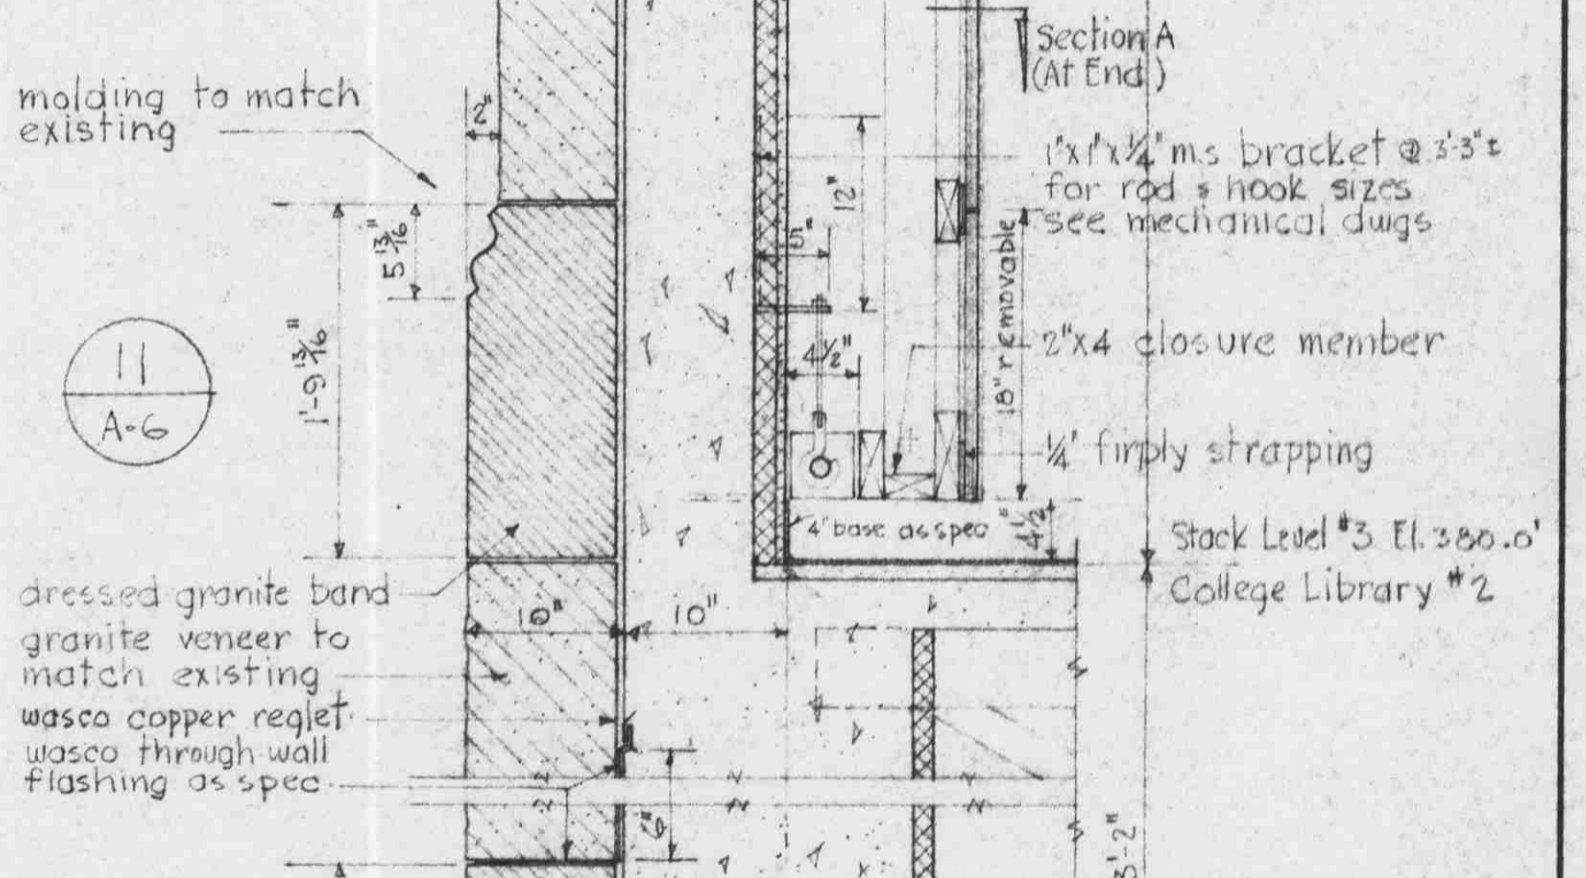 Section A
(At End)
molding to match
existing
2"
1"x1"x¼" m.s bracket @ 3'-3"±
for rod & hook sizes
see mechanical dwgs
12"
5"
5 13/16"
1'-9 13/16"
18" removable
11
A-6
4½"
2"x4 closure member
¼' firply strapping
4" base as spec
4½"
Stack Level #3 El. 380.0'
College Library #2
dressed granite band
granite veneer to
match existing
wasco copper reglet
wasco through wall
flashing as spec
10"
10"
6"
3'-2"